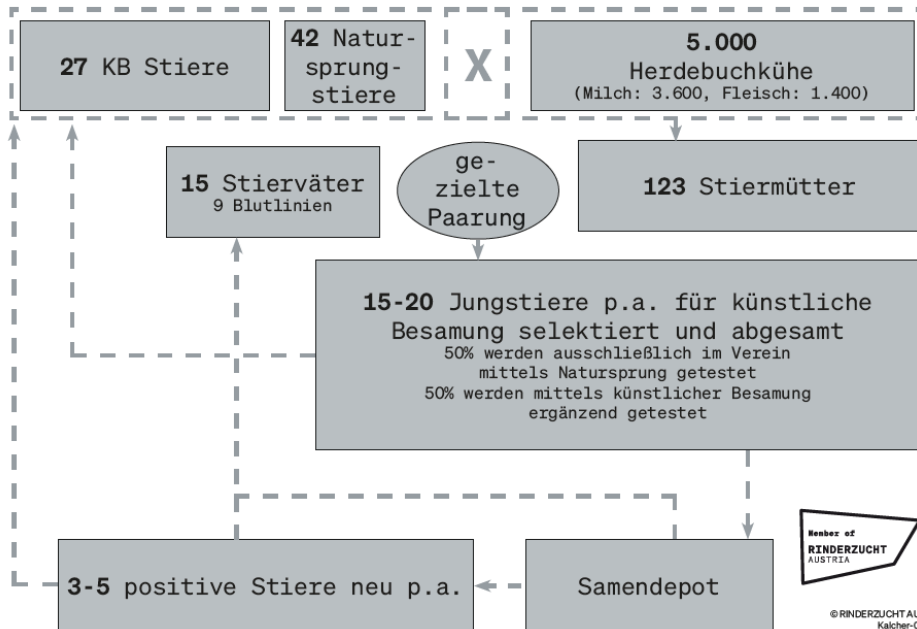 27 KB Stiere
42 Natur-
sprung-
stiere
X
5.000
Herdebuchkühe
(Milch: 3.600, Fleisch: 1.400)
15 Stierväter
9 Blutlinien
ge-
zielte
Paarung
123 Stiermütter
15-20 Jungstiere p.a. für künstliche
Besamung selektiert und abgesamt
50% werden ausschließlich im Verein
mittels Natursprung getestet
50% werden mittels künstlicher Besamung
ergänzend getestet
3-5 positive Stiere neu p.a.
Samendepot
Member of
RINDERZUCHT
AUSTRIA
© RINDERZUCHT AU
Kalcher-